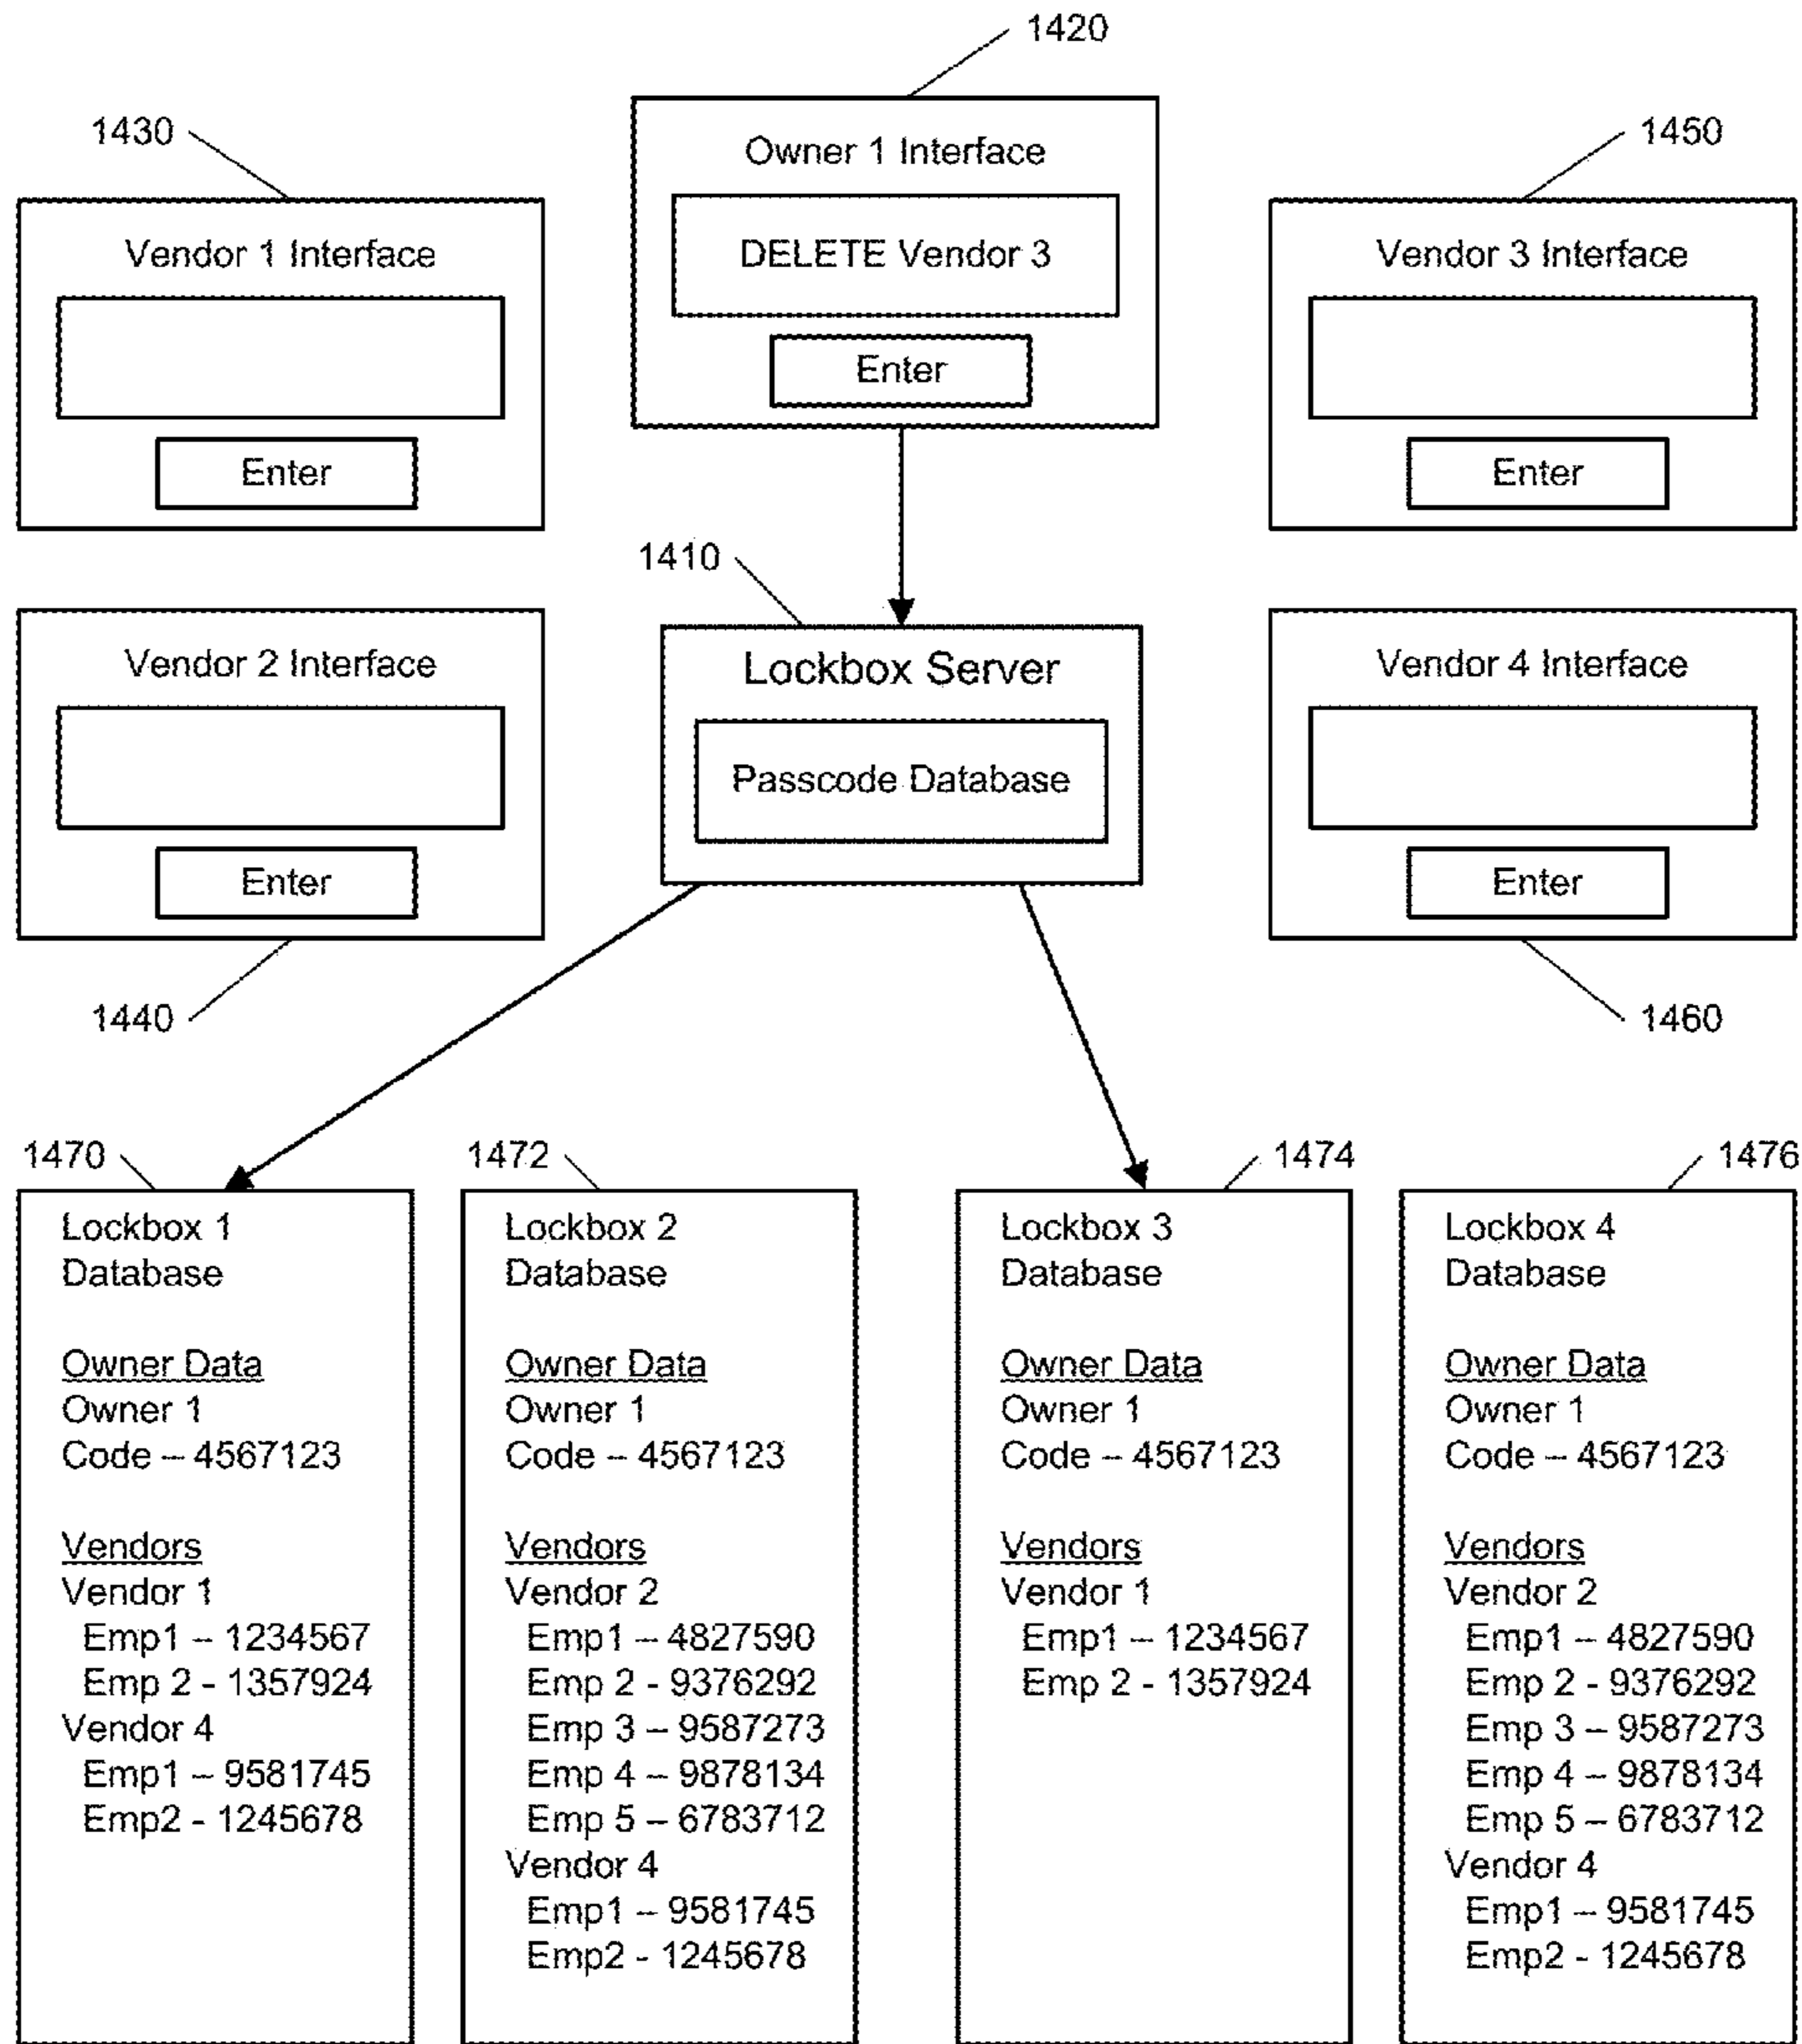 1420
1430
1450
Owner 1 Interface
DELETE Vendor 3
Enter
Vendor 1 Interface
Enter
Vendor 3 Interface
Enter
1410
Lockbox Server
Passcode Database
Vendor 2 Interface
Enter
Vendor 4 Interface
Enter
1440
1460
1470
Lockbox 1
Database
Owner Data
Owner 1
Code – 4567123
Vendors
Vendor 1
Emp1 – 1234567
Emp 2 - 1357924
Vendor 4
Emp1 – 9581745
Emp2 - 1245678
1472
Lockbox 2
Database
Owner Data
Owner 1
Code – 4567123
Vendors
Vendor 2
Emp1 – 4827590
Emp 2 - 9376292
Emp 3 – 9587273
Emp 4 – 9878134
Emp 5 – 6783712
Vendor 4
Emp1 – 9581745
Emp2 - 1245678
1474
Lockbox 3
Database
Owner Data
Owner 1
Code – 4567123
Vendors
Vendor 1
Emp1 – 1234567
Emp 2 - 1357924
1476
Lockbox 4
Database
Owner Data
Owner 1
Code – 4567123
Vendors
Vendor 2
Emp1 – 4827590
Emp 2 - 9376292
Emp 3 – 9587273
Emp 4 – 9878134
Emp 5 – 6783712
Vendor 4
Emp1 – 9581745
Emp2 - 1245678